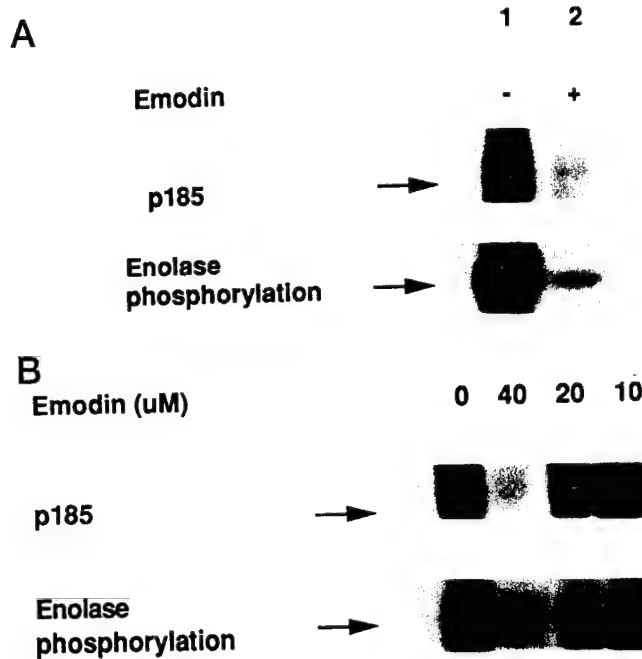 A
1 2
Emodin - +
p185
Enolase
phosphorylation
B
Emodin (uM) 0 40 20 10
p185
Enolase
phosphorylation